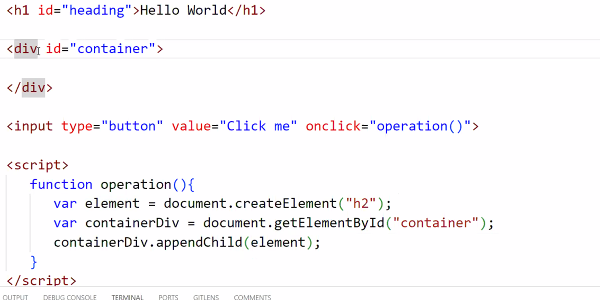 <h1 id="heading">Hello World</h1>
<div id="container">
</div>
<input type="button" value="Click me" onclick="operation()">
<script>
function operation(){
var element = document.createElement("h2");
var containerDiv = document.getElementById("container");
containerDiv.appendChild(element);
}
</script>
OUTPUT DEBUG CONSOLE TERMINAL PORTS GITLENS COMMENTS